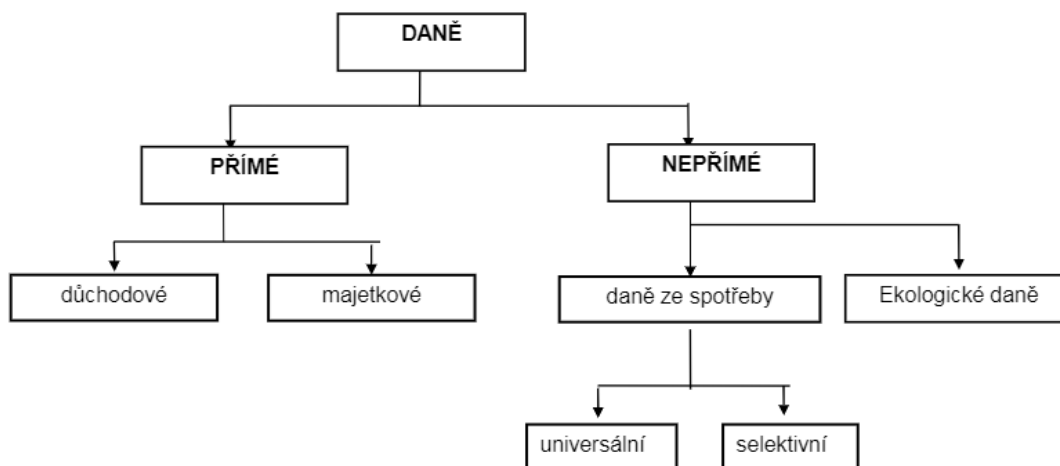 DANĚ
PŘÍMÉ
NEPŘÍMÉ
důchodové
majetkové
daně ze spotřeby
Ekologické daně
universální
selektivní